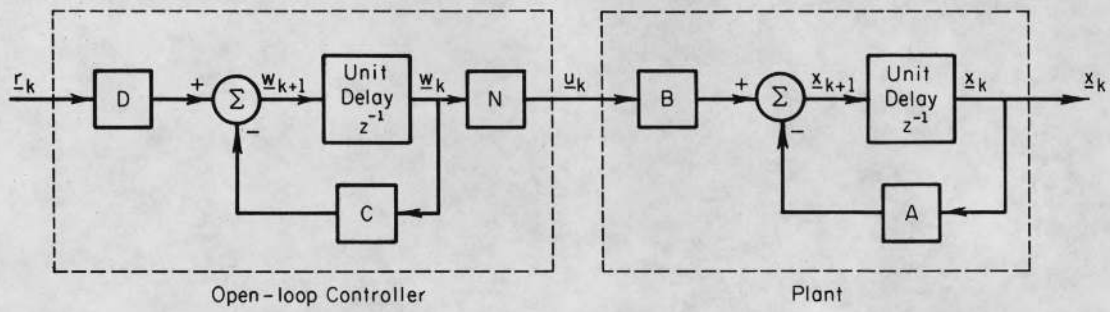 r_k
D
+
Σ
−
w_k+1
Unit
Delay
z⁻¹
w_k
N
C
u_k
B
+
Σ
−
x_k+1
Unit
Delay
z⁻¹
x_k
A
x_k
Open-loop Controller
Plant